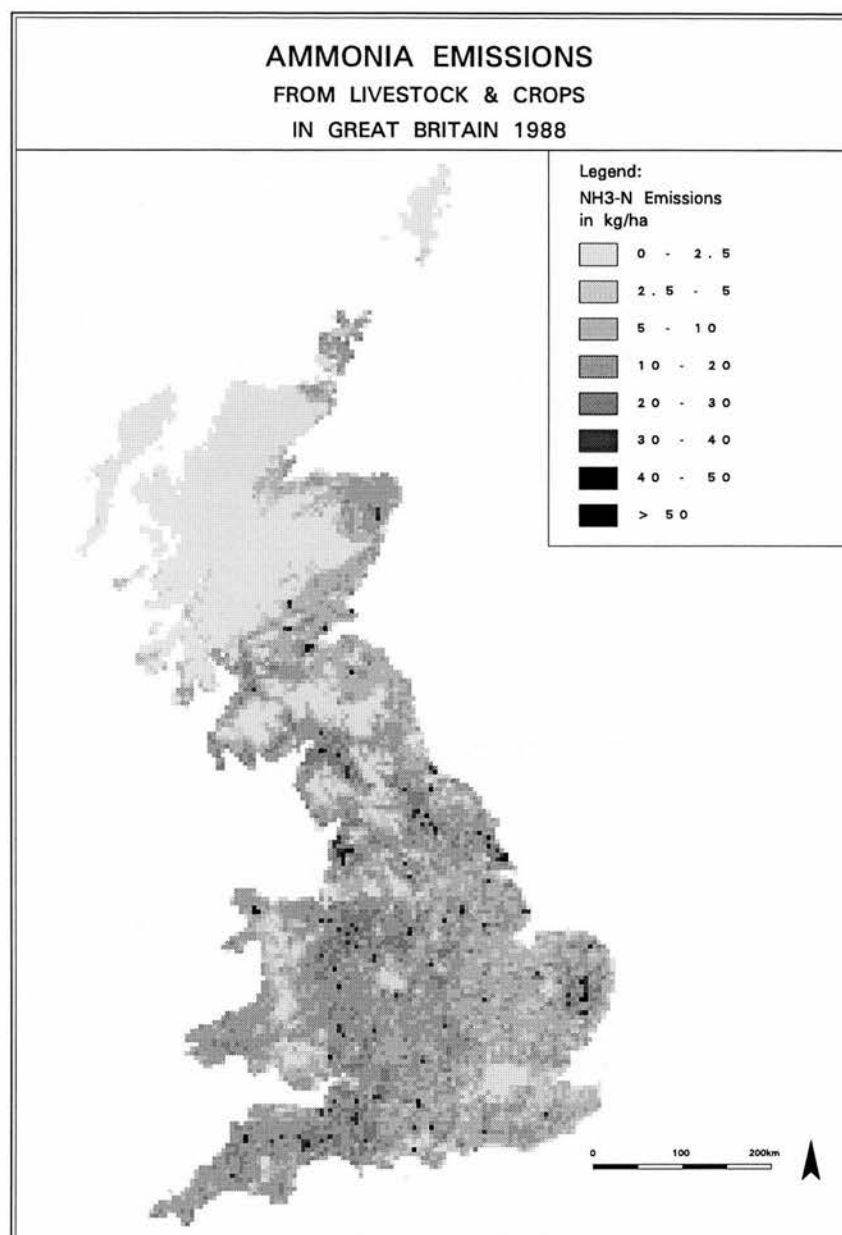 AMMONIA EMISSIONS
FROM LIVESTOCK & CROPS
IN GREAT BRITAIN 1988
Legend:
NH3-N Emissions
in kg/ha
0 - 2.5
2.5 - 5
5 - 10
10 - 20
20 - 30
30 - 40
40 - 50
> 50
0 100 200km